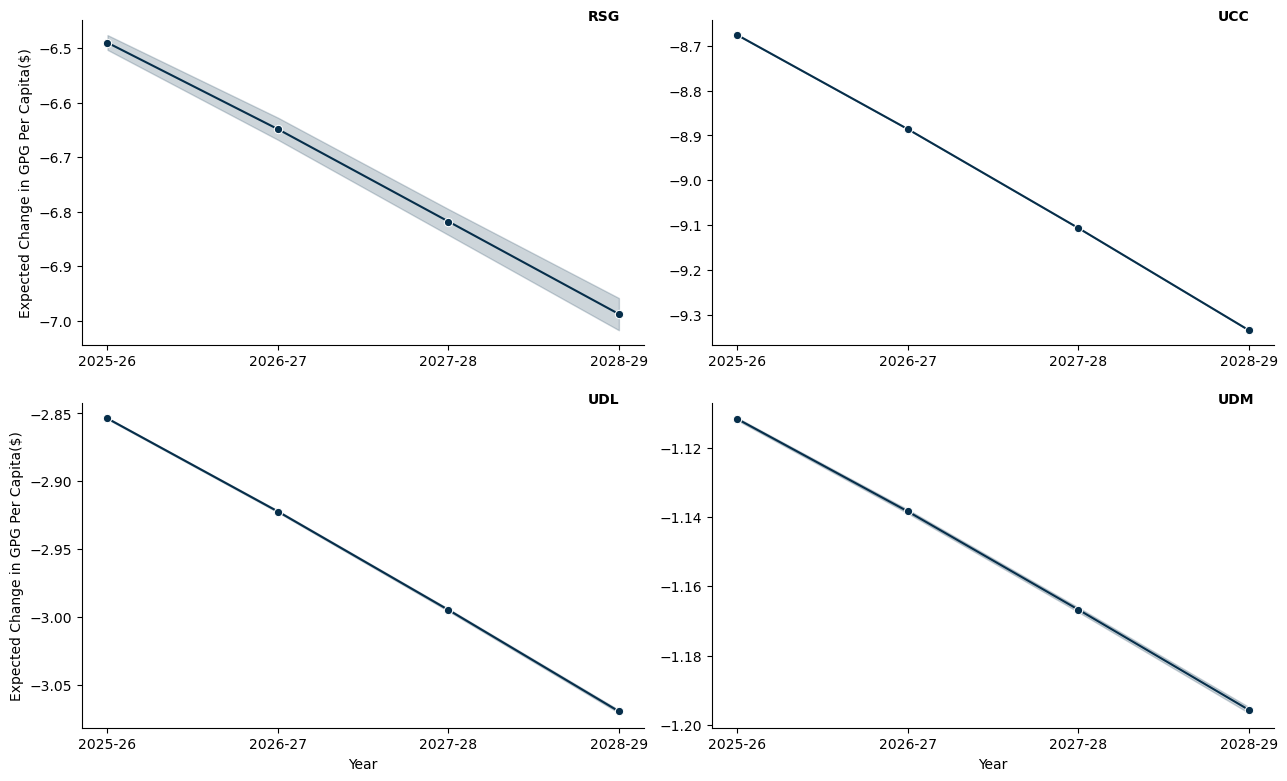 RSG
Expected Change in GPG Per Capita($)
−6.5
−6.6
−6.7
−6.8
−6.9
−7.0
2025-26 2026-27 2027-28 2028-29
UCC
−8.7
−8.8
−8.9
−9.0
−9.1
−9.2
−9.3
2025-26 2026-27 2027-28 2028-29
UDL
Expected Change in GPG Per Capita($)
−2.85
−2.90
−2.95
−3.00
−3.05
2025-26 2026-27 2027-28 2028-29
Year
UDM
−1.12
−1.14
−1.16
−1.18
−1.20
2025-26 2026-27 2027-28 2028-29
Year